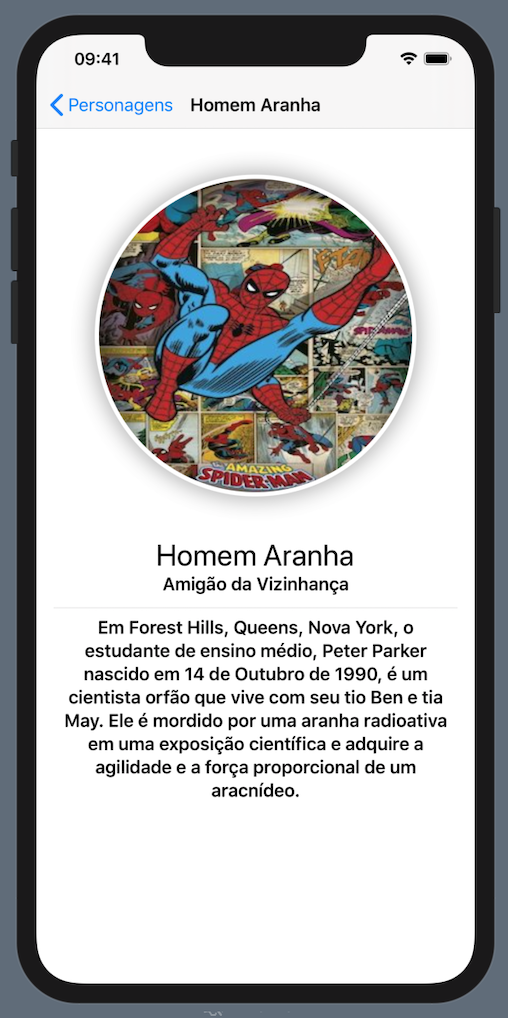 09:41
Personagens
Homem Aranha
THE AMAZING
SPIDER-MAN
Homem Aranha
Amigão da Vizinhança
Em Forest Hills, Queens, Nova York, o
estudante de ensino médio, Peter Parker
nascido em 14 de Outubro de 1990, é um
cientista orfão que vive com seu tio Ben e tia
May. Ele é mordido por uma aranha radioativa
em uma exposição científica e adquire a
agilidade e a força proporcional de um
aracnídeo.